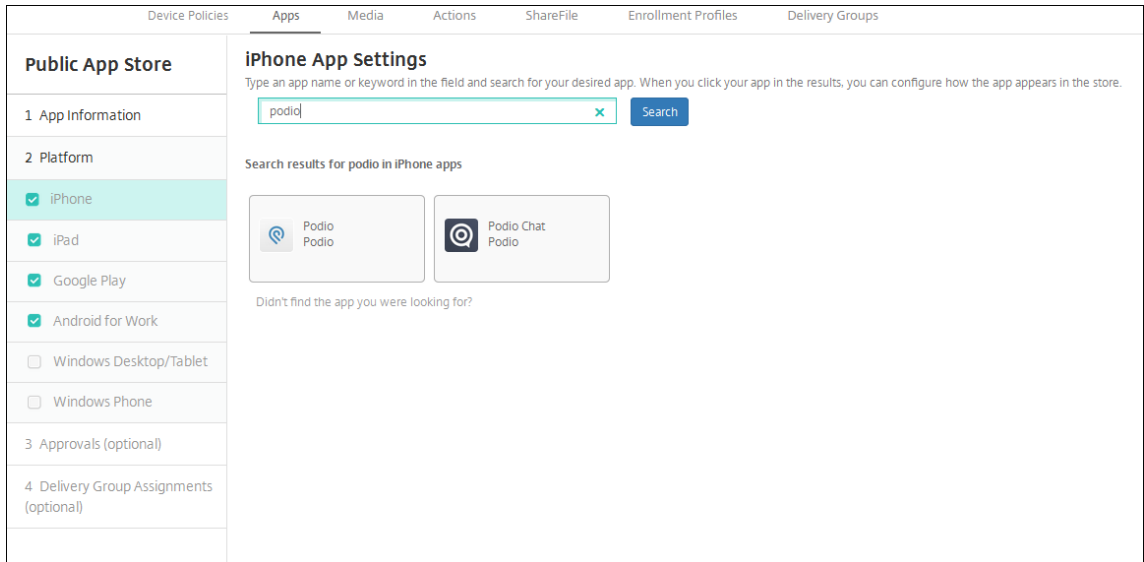 Device Policies Apps Media Actions ShareFile Enrollment Profiles Delivery Groups
Public App Store
1 App Information
2 Platform
iPhone
iPad
Google Play
Android for Work
Windows Desktop/Tablet
Windows Phone
3 Approvals (optional)
4 Delivery Group Assignments
(optional)
iPhone App Settings
Type an app name or keyword in the field and search for your desired app. When you click your app in the results, you can configure how the app appears in the store.
podio
Search
Search results for podio in iPhone apps
Podio
Podio
Podio Chat
Podio
Didn't find the app you were looking for?